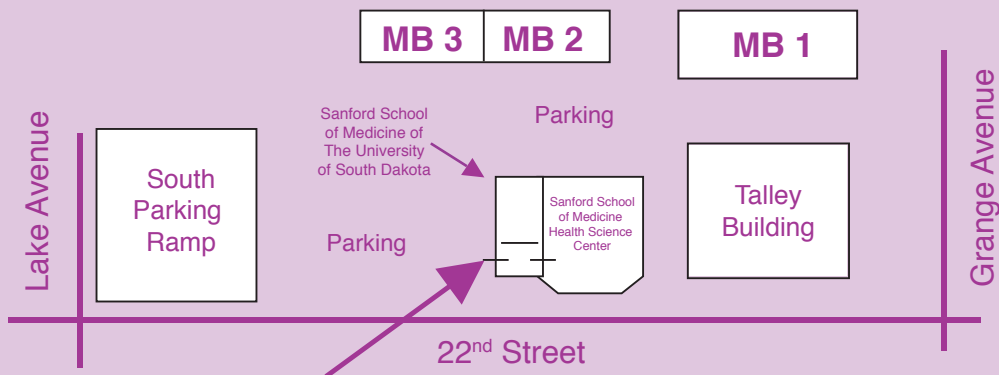 MB 3
MB 2
MB 1
Sanford School
of Medicine of
The University
of South Dakota
Parking
Lake Avenue
South
Parking
Ramp
Parking
Sanford School
of Medicine
Health Science
Center
Talley
Building
Grange Avenue
22nd Street